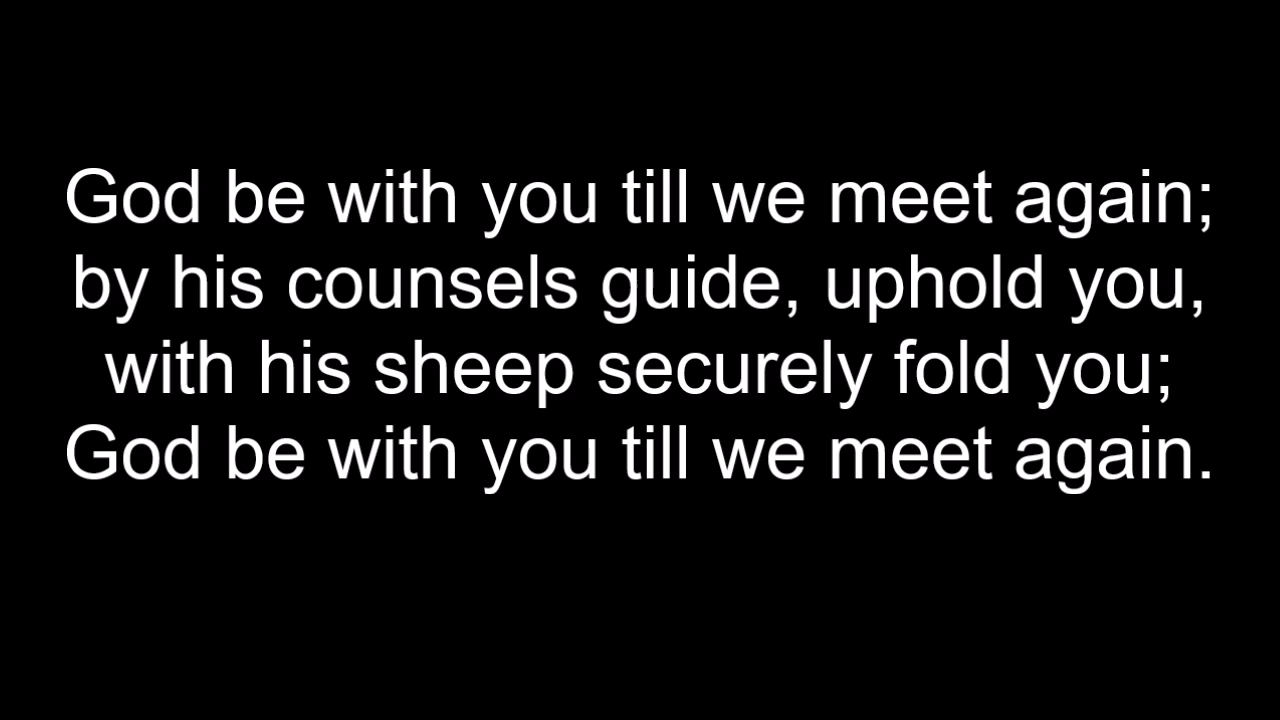 God be with you till we meet again;
by his counsels guide, uphold you,
with his sheep securely fold you;
God be with you till we meet again.